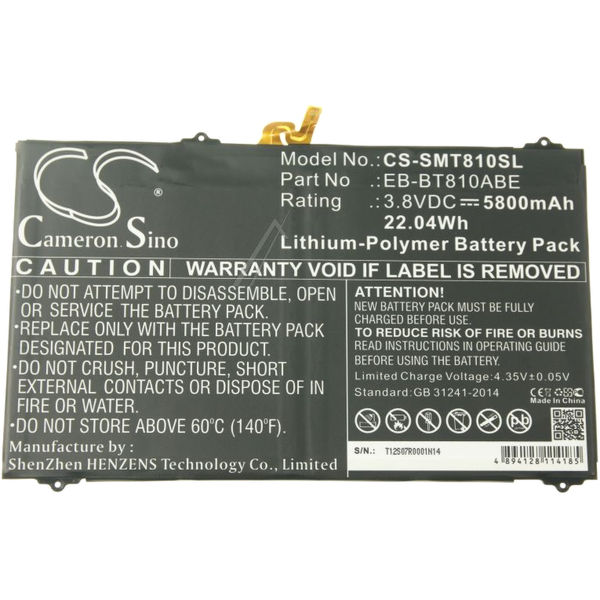 CS
Cameron Sino
Model No.: CS-SMT810SL
Part No : EB-BT810ABE
Rating : 3.8VDC 5800mAh
22.04Wh
Lithium-Polymer Battery Pack
CAUTION WARRANTY VOID IF LABEL IS REMOVED
•DO NOT ATTEMPT TO DISASSEMBLE, OPEN
OR SERVICE THE BATTERY PACK.
•REPLACE ONLY WITH THE BATTERY PACK
DESIGNATED FOR THIS PRODUCT.
•DO NOT CRUSH, PUNCTURE, SHORT
EXTERNAL CONTACTS OR DISPOSE OF IN
FIRE OR WATER.
•DO NOT STORE ABOVE 60°C (140°F).
Manufacture by :
ShenZhen HENZENS Technology Co., Limited
ATTENTION!
NEW BATTERY PACK MUST BE FULLY
CHARGED BEFORE USE.
TO REDUCE RISK OF FIRE OR BURNS
READ INSTRUCTIONS IN OPERATING GUIDE
BEFORE USING.
Limited Charge Voltage: 4.35V±0.05V
Standard: GB 31241-2014
Made In China
T12S07R0001N14
4 894128 114185